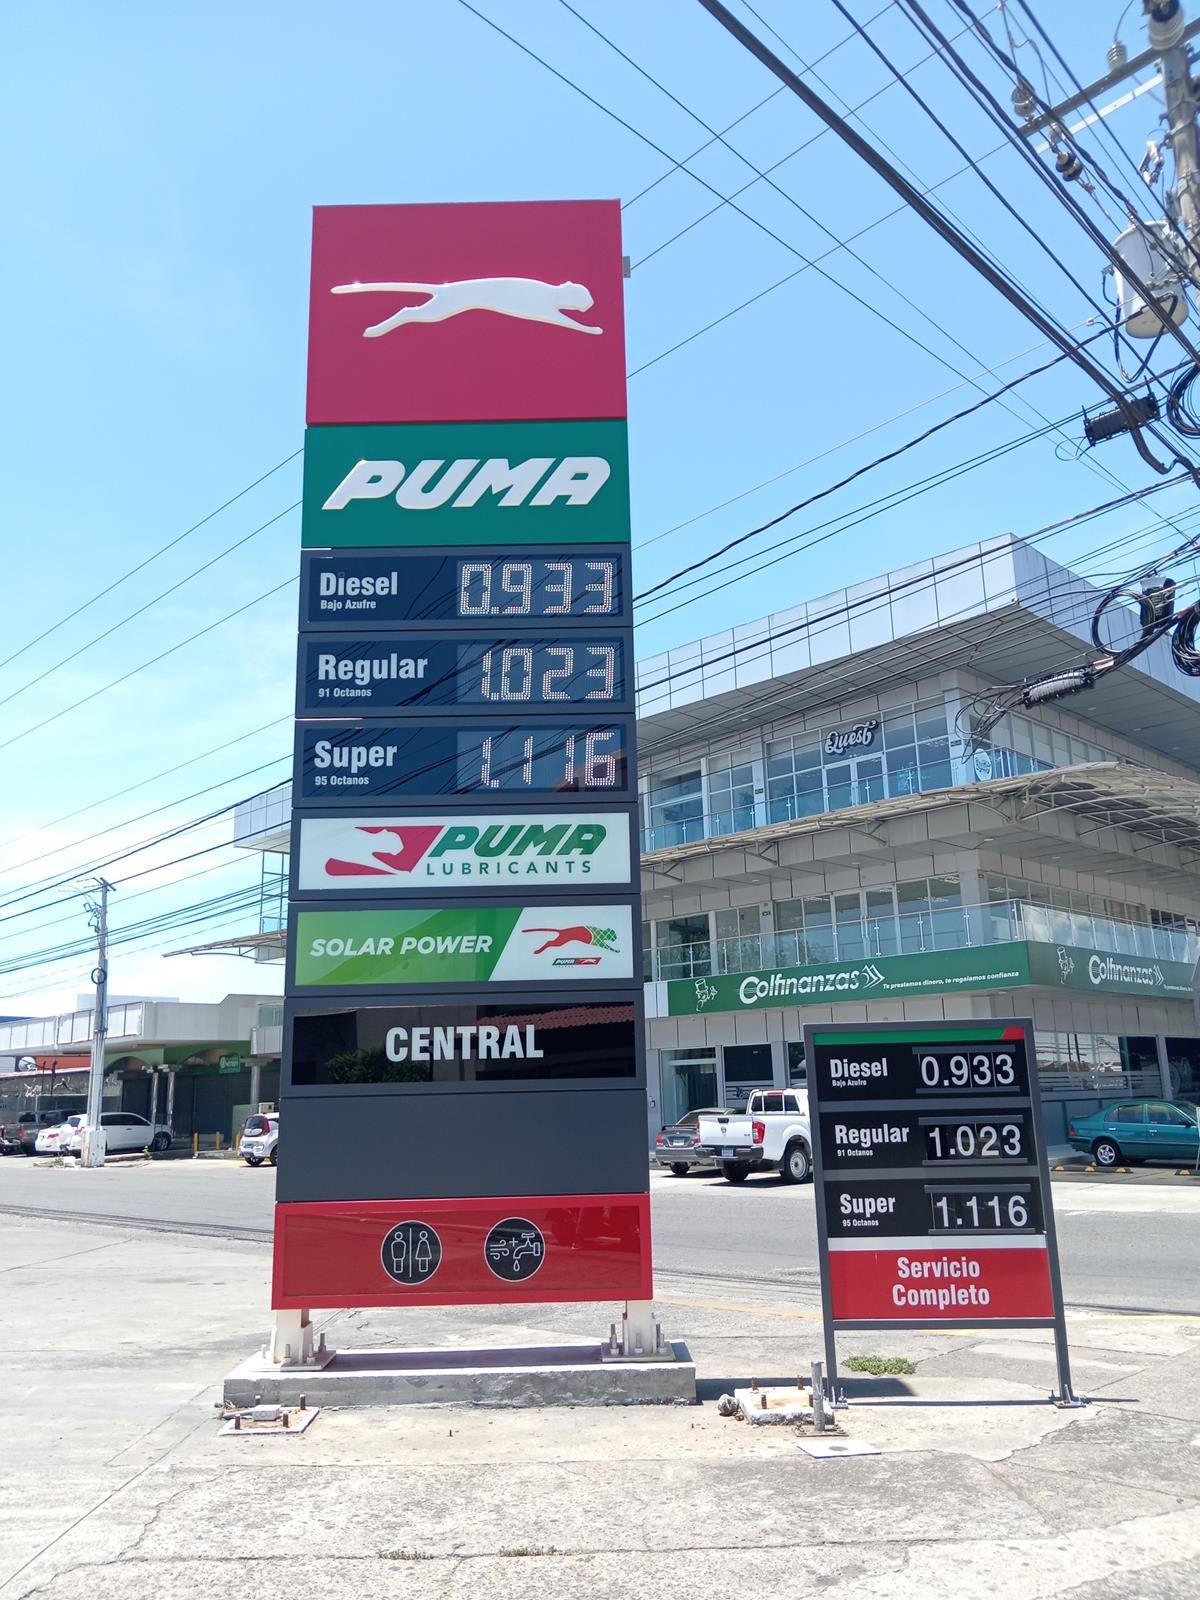 PUMA
Diesel 0.933
Bajo Azufre
Regular 1.023
91 Octanos
Super 1.116
95 Octanos
PUMA
LUBRICANTS
SOLAR POWER
PUMA
CENTRAL
Quest
Colfinanzas Te prestamos dinero, te regalamos confianza
Colfinanzas
Diesel 0.933
Bajo Azufre
Regular 1.023
91 Octanos
Super 1.116
95 Octanos
Servicio
Completo